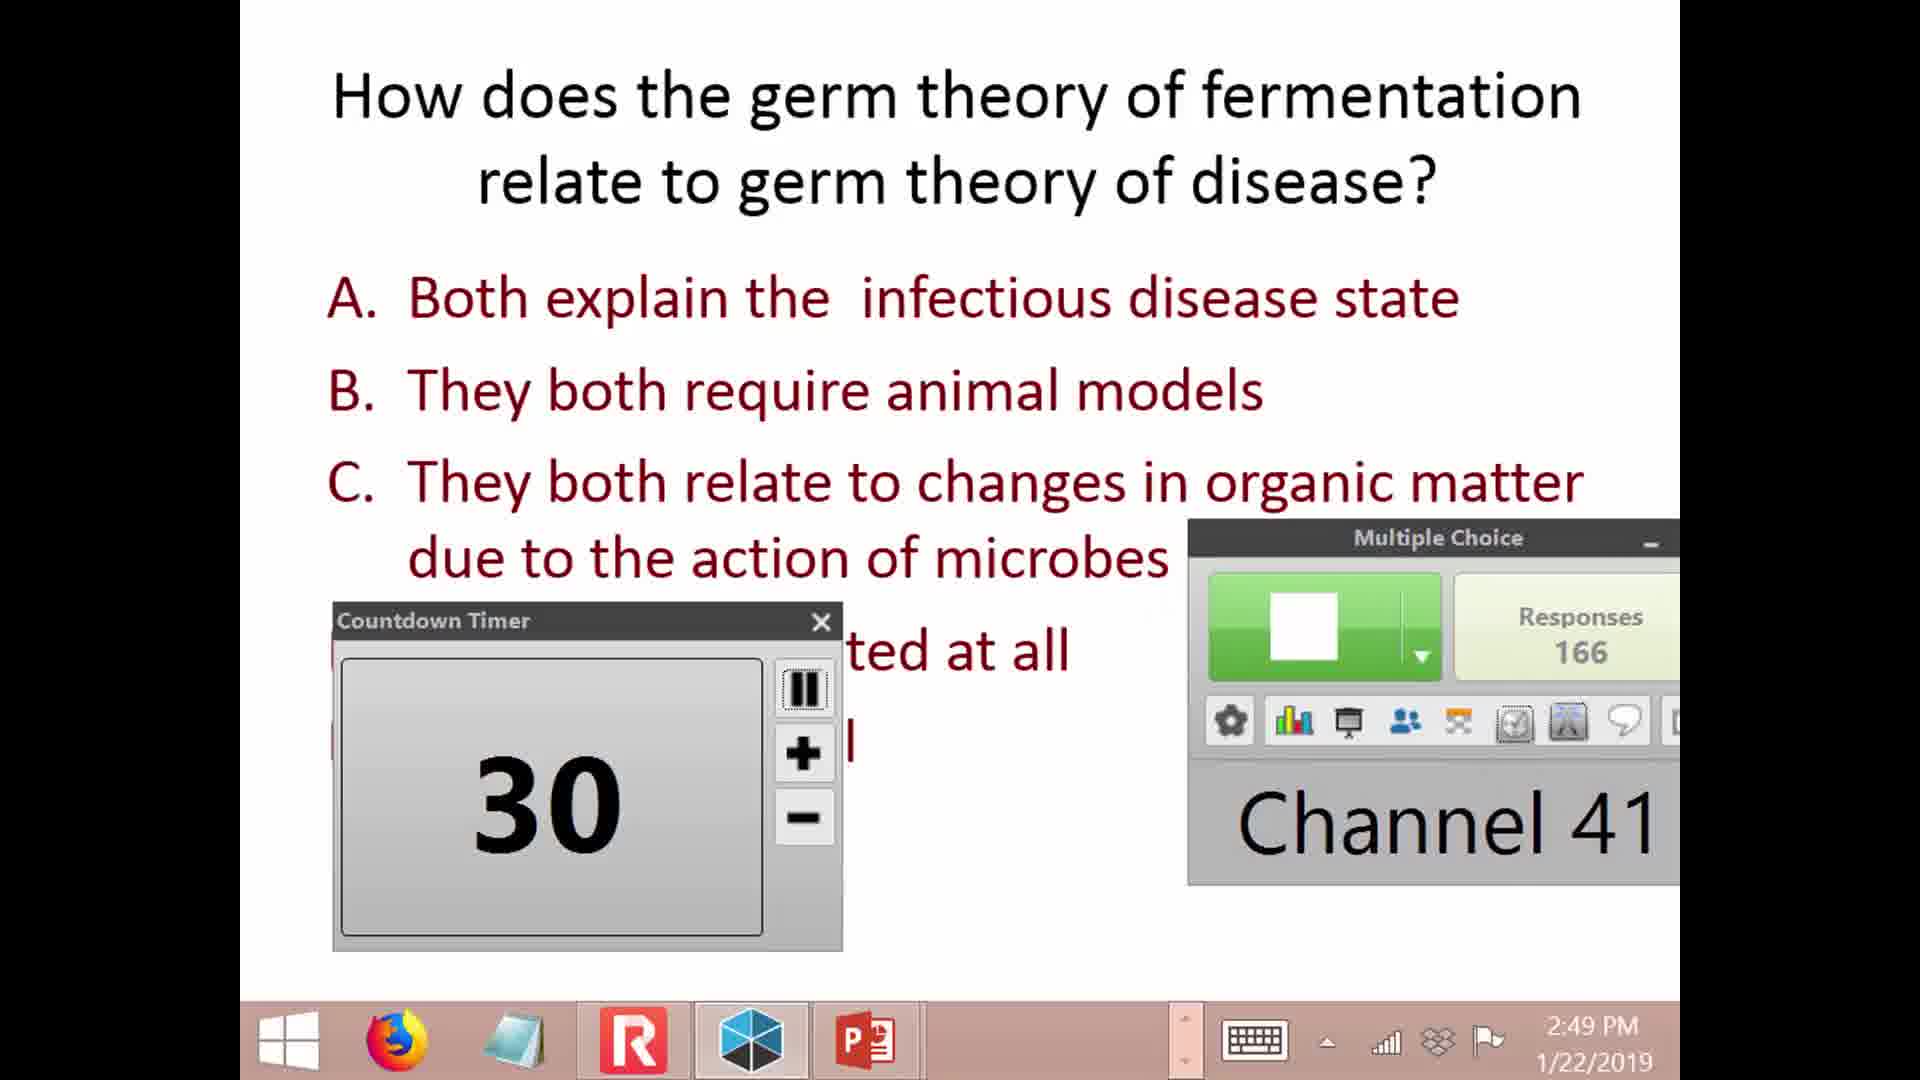 How does the germ theory of fermentation
relate to germ theory of disease?
A. Both explain the infectious disease state
B. They both require animal models
C. They both relate to changes in organic matter
due to the action of microbes
Multiple Choice
Countdown Timer
Responses
166
ted at all
30
Channel 41
2:49 PM
1/22/2019